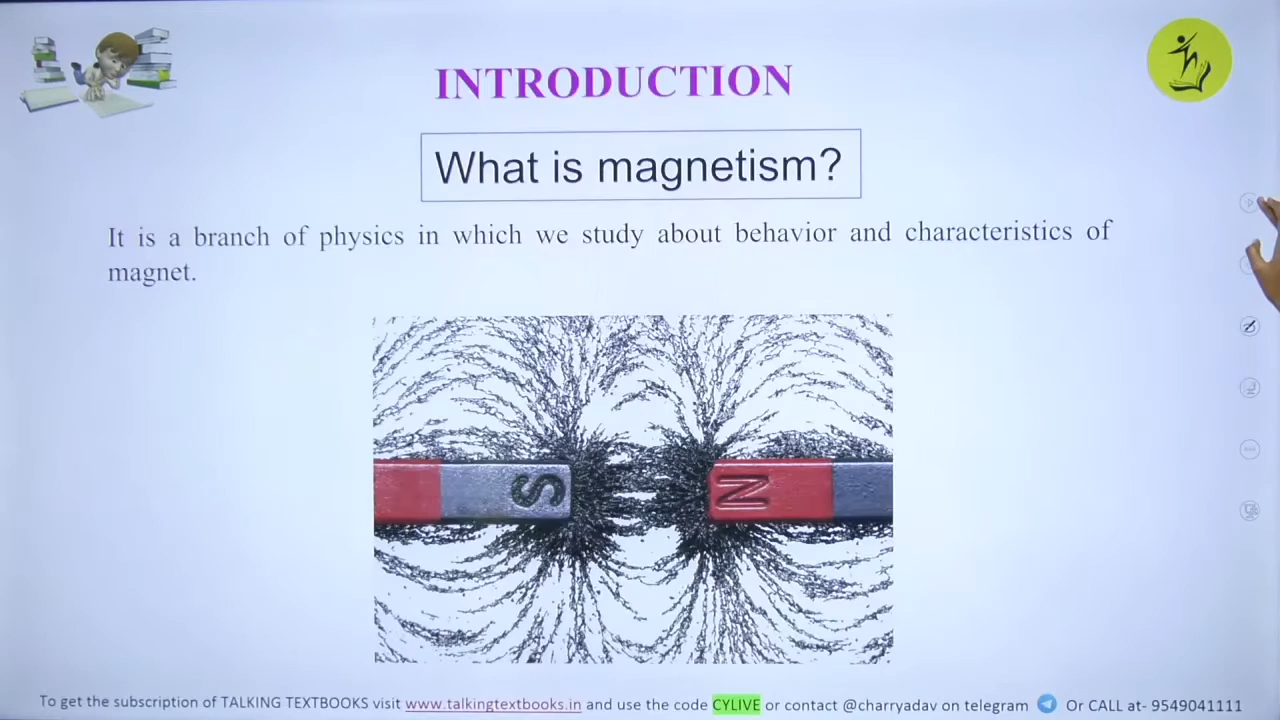 INTRODUCTION
What is magnetism?
It is a branch of physics in which we study about behavior and characteristics of
magnet.
S
N
To get the subscription of TALKING TEXTBOOKS visit www.talkingtextbooks.in and use the code CYLIVE or contact @charryadav on telegram Or CALL at- 9549041111